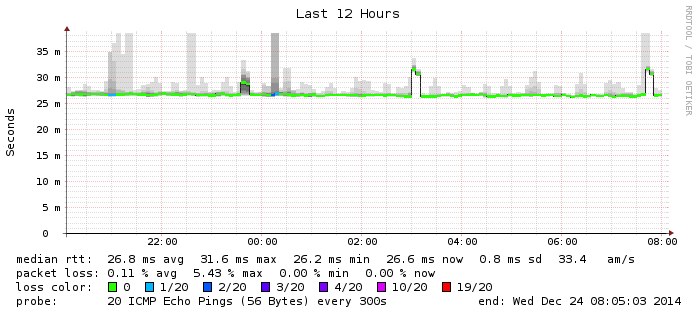 Last 12 Hours
RRDTOOL / TOBI OETIKER
Seconds
35 m
30 m
25 m
20 m
15 m
10 m
5 m
0
22:00 00:00 02:00 04:00 06:00 08:00
median rtt: 26.8 ms avg 31.6 ms max 26.2 ms min 26.6 ms now 0.8 ms sd 33.4 am/s
packet loss: 0.11 % avg 5.43 % max 0.00 % min 0.00 % now
loss color: 0 1/20 2/20 3/20 4/20 10/20 19/20
probe: 20 ICMP Echo Pings (56 Bytes) every 300s end: Wed Dec 24 08:05:03 2014